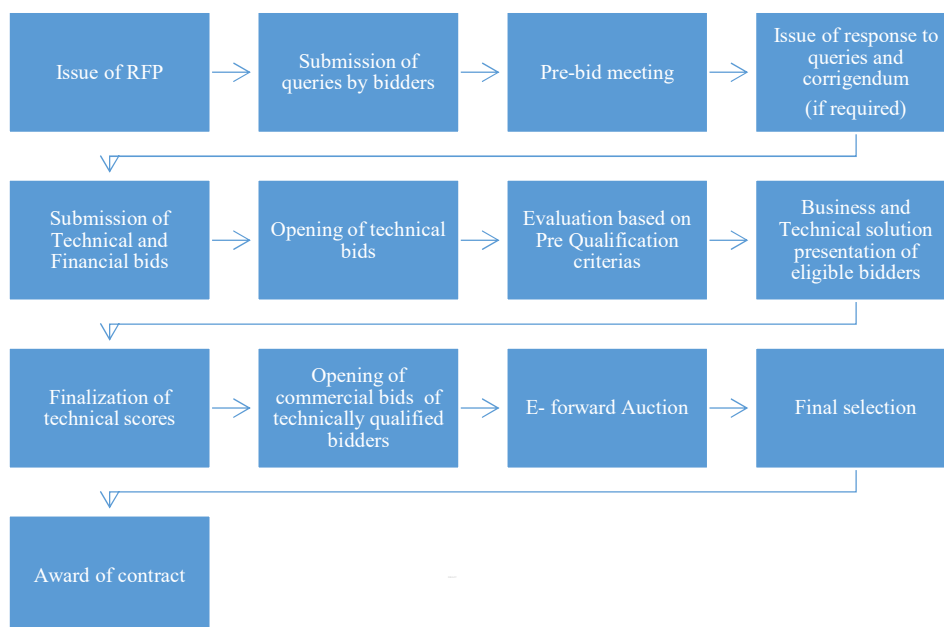 Issue of RFP
Submission of
queries by bidders
Pre-bid meeting
Issue of response to
queries and
corrigendum
(if required)
Submission of
Technical and
Financial bids
Opening of technical
bids
Evaluation based on
Pre Qualification
criterias
Business and
Technical solution
presentation of
eligible bidders
Finalization of
technical scores
Opening of
commercial bids of
technically qualified
bidders
E- forward Auction
Final selection
Award of contract